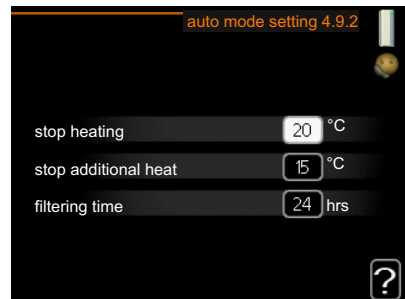 auto mode setting 4.9.2
stop heating 20 °C
stop additional heat 15 °C
filtering time 24 hrs
?